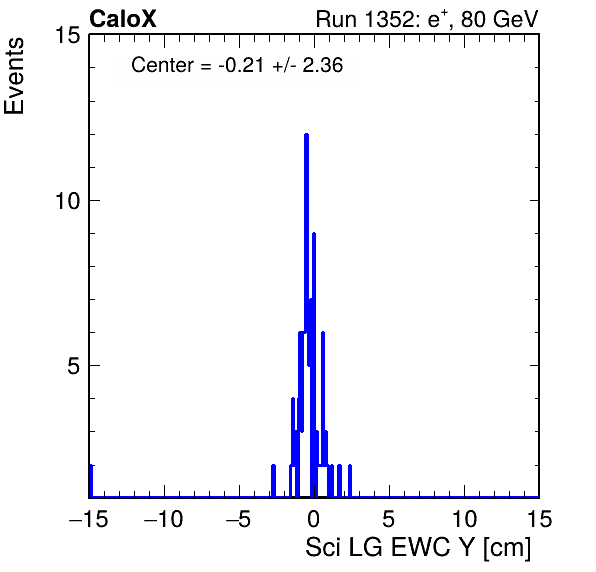 CaloX Run 1352: e⁺, 80 GeV
Center = -0.21 +/- 2.36
Events
15
10
5
−15 −10 −5 0 5 10 15
Sci LG EWC Y [cm]